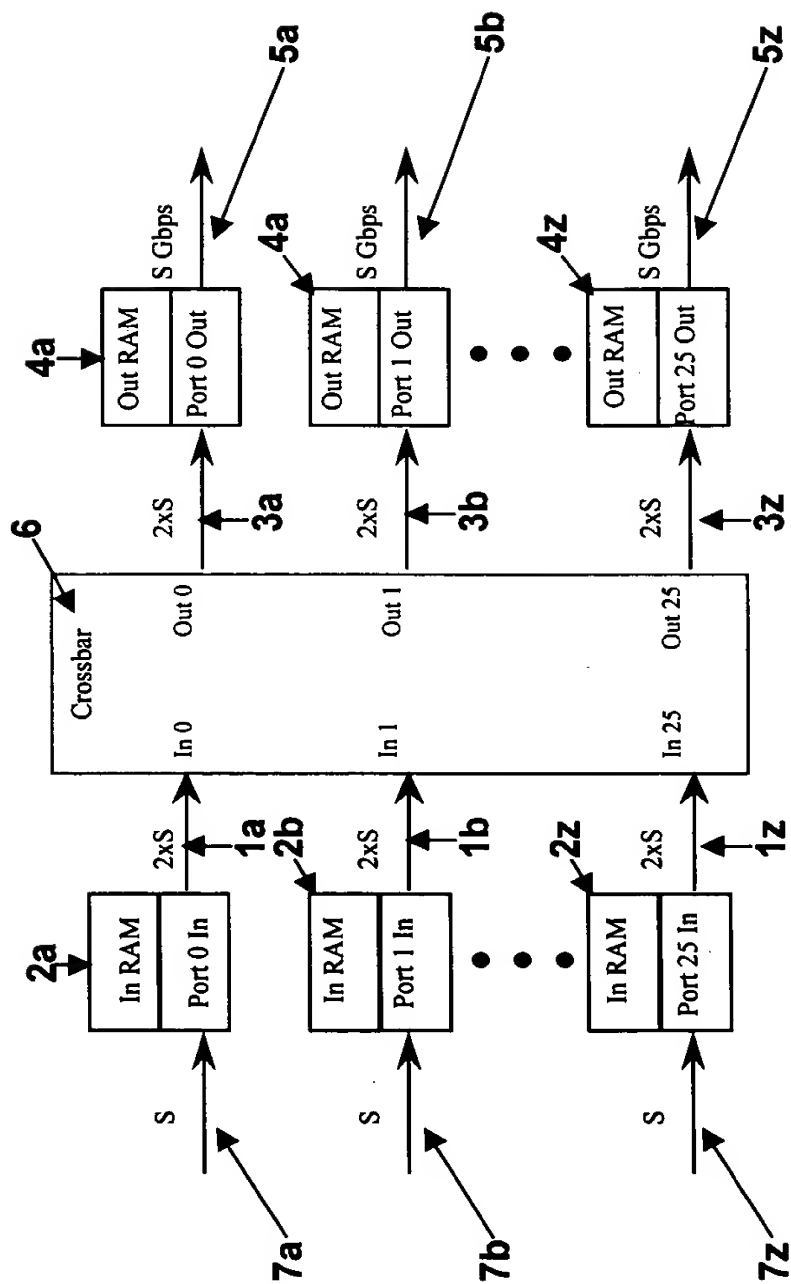 7a
S
2a
In RAM
Port 0 In
2xS
1a
6
Crossbar
In 0
Out 0
2xS
3a
4a
Out RAM
Port 0 Out
S Gbps
5a
7b
S
2b
In RAM
Port 1 In
2xS
1b
In 1
Out 1
2xS
3b
4a
Out RAM
Port 1 Out
S Gbps
5b
7z
S
2z
In RAM
Port 25 In
2xS
1z
In 25
Out 25
2xS
3z
4z
Out RAM
Port 25 Out
S Gbps
5z